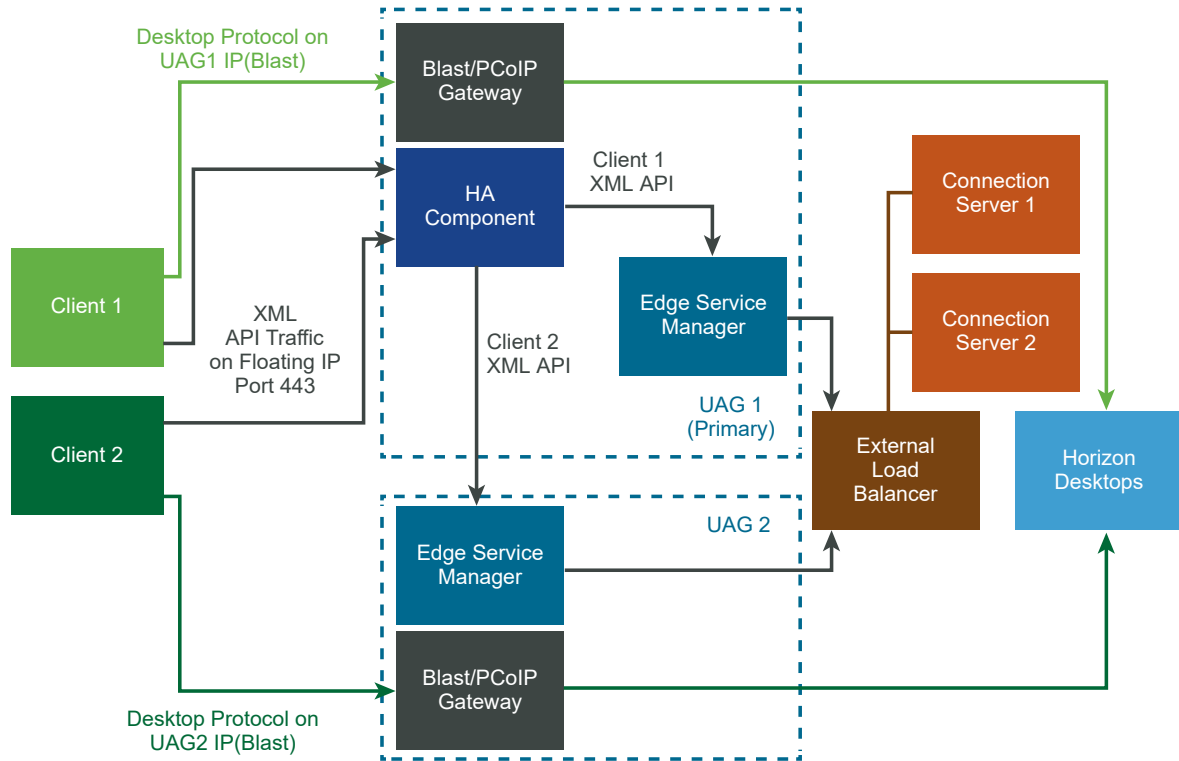 Desktop Protocol on
UAG1 IP(Blast)
Blast/PCoIP
Gateway
HA
Component
Client 1
XML API
Connection
Server 1
Client 1
XML
API Traffic
on Floating IP
Port 443
Client 2
XML API
Edge Service
Manager
Connection
Server 2
UAG 1
(Primary)
Client 2
External
Load
Balancer
Horizon
Desktops
UAG 2
Edge Service
Manager
Blast/PCoIP
Gateway
Desktop Protocol on
UAG2 IP(Blast)